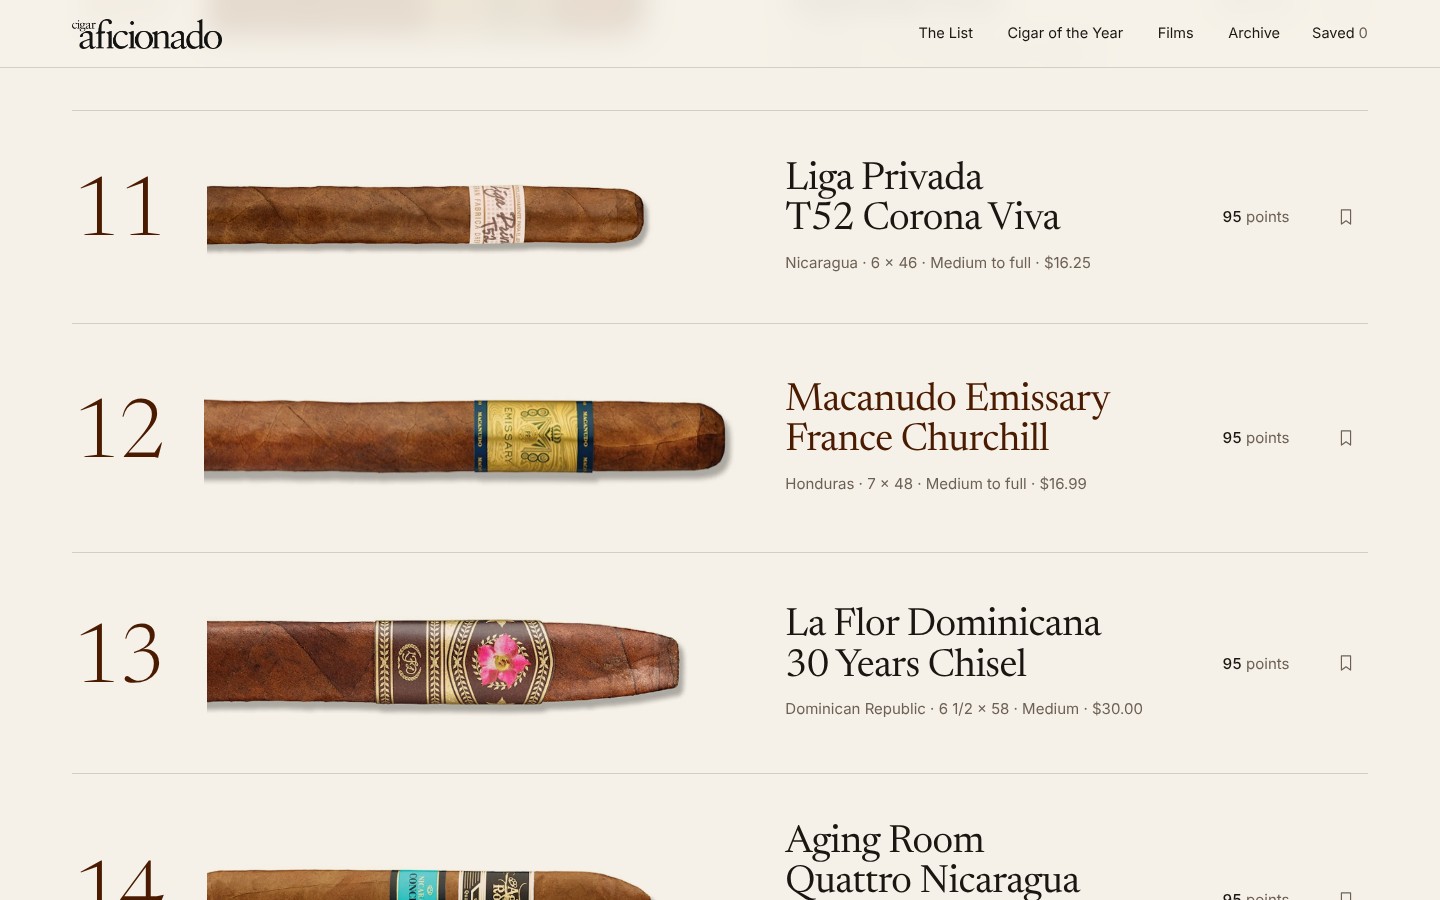 cigar
aficionado
The List
Cigar of the Year
Films
Archive
Saved 0
11
Liga Privada
T52 Corona Viva
Nicaragua · 6 × 46 · Medium to full · $16.25
95 points
12
MACANUDO
EMISSARY
MACANUDO
Macanudo Emissary
France Churchill
Honduras · 7 × 48 · Medium to full · $16.99
95 points
13
La Flor Dominicana
30 Years Chisel
Dominican Republic · 6 1/2 × 58 · Medium · $30.00
95 points
14
Aging Room
Quattro Nicaragua
95 points